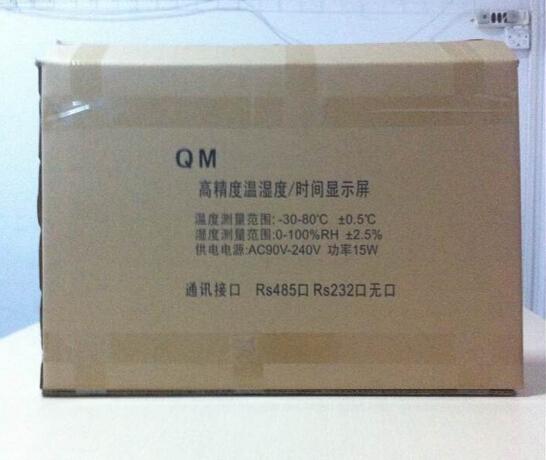 QM
高精度温湿度/时间显示屏
温度测量范围: -30-80℃ ±0.5℃
湿度测量范围:0-100%RH ±2.5%
供电电源:AC90V-240V 功率15W
通讯接口 Rs485口 Rs232口无口